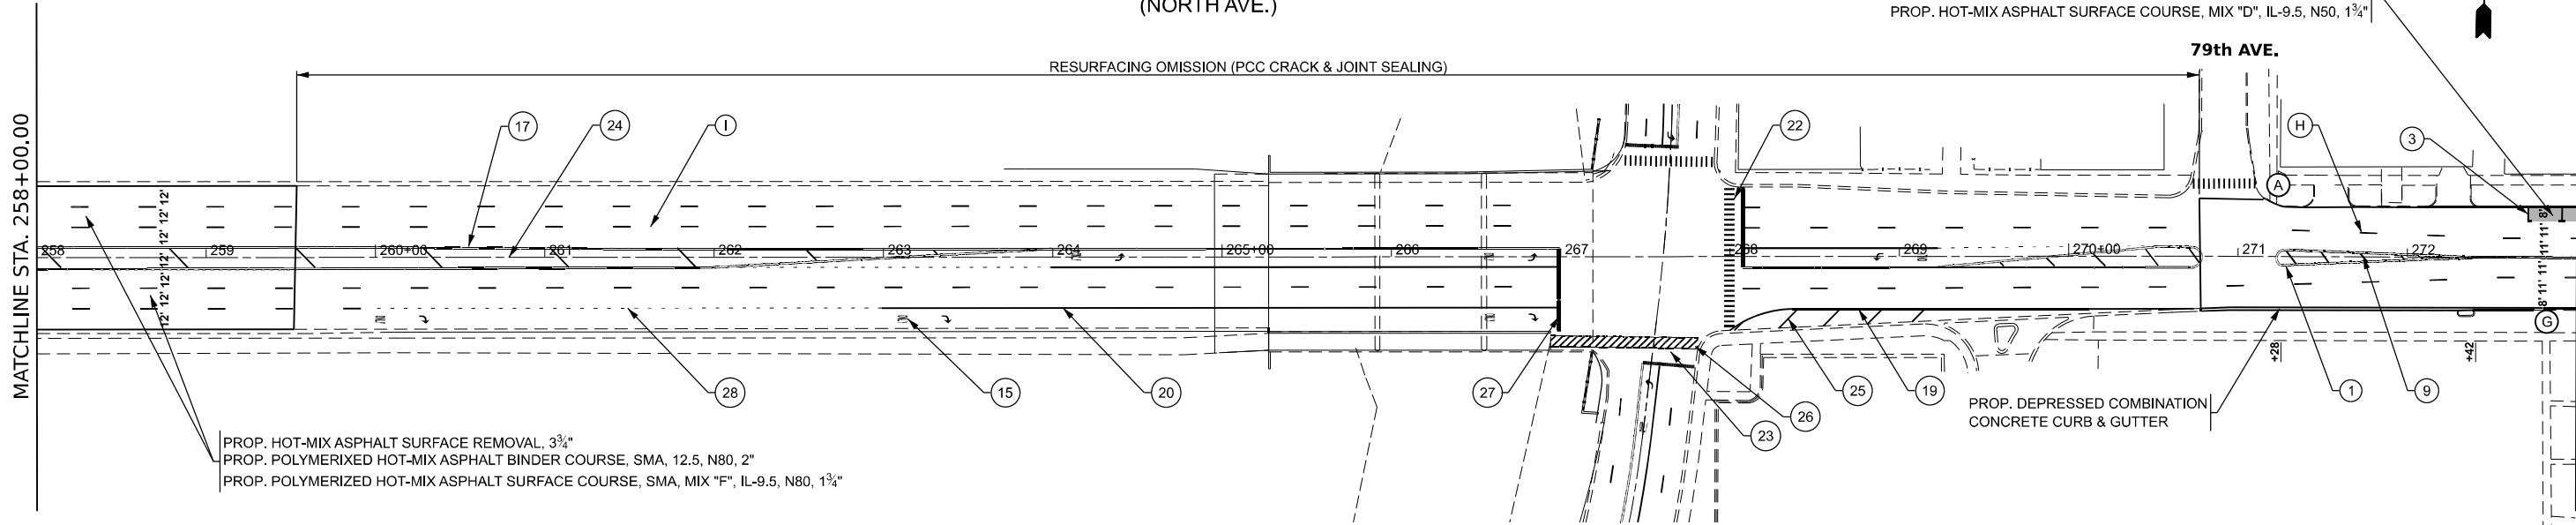 (NORTH AVE.)
PROP. HOT-MIX ASPHALT SURFACE COURSE, MIX "D", IL-9.5, N50, 1¾"
79th AVE.
RESURFACING OMISSION (PCC CRACK & JOINT SEALING)
MATCHLINE STA. 258+00.00
17
24
I
22
H
3
A
12' 12' 12' 12' 12' 12' 12'
8' 11' 11' 11' 11' 8'
258
259
260+00
261
262
263
264
265+00
266
267
268
269
270+00
271
272
G
+28
+42
28
15
20
27
23
26
25
19
1
9
PROP. DEPRESSED COMBINATION
CONCRETE CURB & GUTTER
PROP. HOT-MIX ASPHALT SURFACE REMOVAL, 3¾"
PROP. POLYMERIXED HOT-MIX ASPHALT BINDER COURSE, SMA, 12.5, N80, 2"
PROP. POLYMERIZED HOT-MIX ASPHALT SURFACE COURSE, SMA, MIX "F", IL-9.5, N80, 1¾"